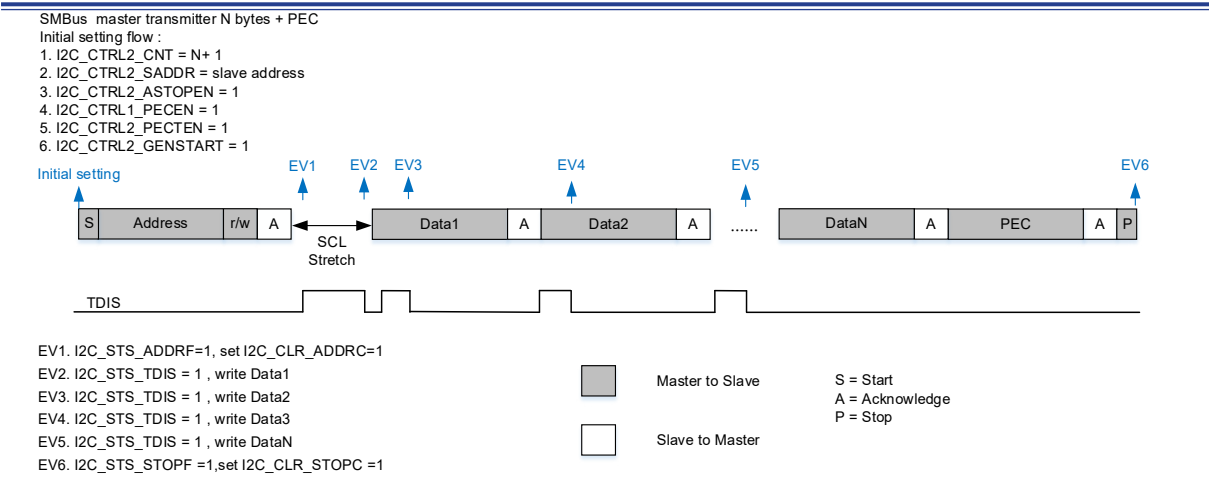 SMBus master transmitter N bytes + PEC
Initial setting flow :
1. I2C_CTRL2_CNT = N+ 1
2. I2C_CTRL2_SADDR = slave address
3. I2C_CTRL2_ASTOPEN = 1
4. I2C_CTRL1_PECEN = 1
5. I2C_CTRL2_PECTEN = 1
6. I2C_CTRL2_GENSTART = 1
Initial setting EV1 EV2 EV3 EV4 EV5 EV6
S Address r/w A Data1 A Data2 A ...... DataN A PEC A P
SCL
Stretch
TDIS
EV1. I2C_STS_ADDRF=1, set I2C_CLR_ADDRC=1
EV2. I2C_STS_TDIS = 1 , write Data1
EV3. I2C_STS_TDIS = 1 , write Data2
EV4. I2C_STS_TDIS = 1 , write Data3
EV5. I2C_STS_TDIS = 1 , write DataN
EV6. I2C_STS_STOPF =1,set I2C_CLR_STOPC =1
Master to Slave
Slave to Master
S = Start
A = Acknowledge
P = Stop